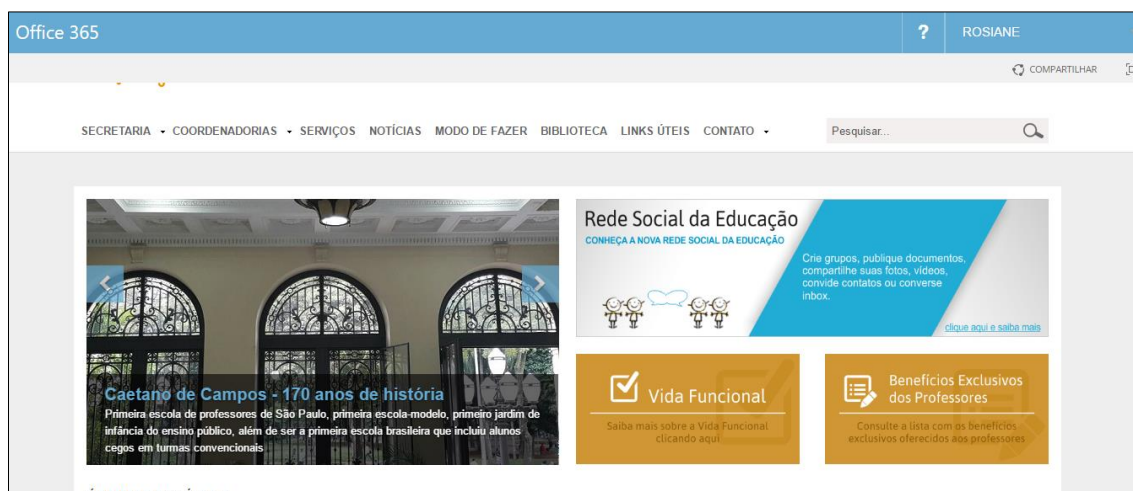 Office 365
? ROSIANE
COMPARTILHAR
SECRETARIA COORDENADORIAS SERVIÇOS NOTÍCIAS MODO DE FAZER BIBLIOTECA LINKS ÚTEIS CONTATO Pesquisar...
Rede Social da Educação
CONHEÇA A NOVA REDE SOCIAL DA EDUCAÇÃO
Crie grupos, publique documentos,
compartilhe suas fotos, vídeos,
convide contatos ou converse
inbox.
clique aqui e saiba mais
Caetano de Campos - 170 anos de história
Primeira escola de professores de São Paulo, primeira escola-modelo, primeiro jardim de
infância do ensino público, além de ser a primeira escola brasileira que incluiu alunos
cegos em turmas convencionais
Vida Funcional
Saiba mais sobre a Vida Funcional
clicando aqui
Benefícios Exclusivos
dos Professores
Consulte a lista com os benefícios
exclusivos oferecidos aos professores